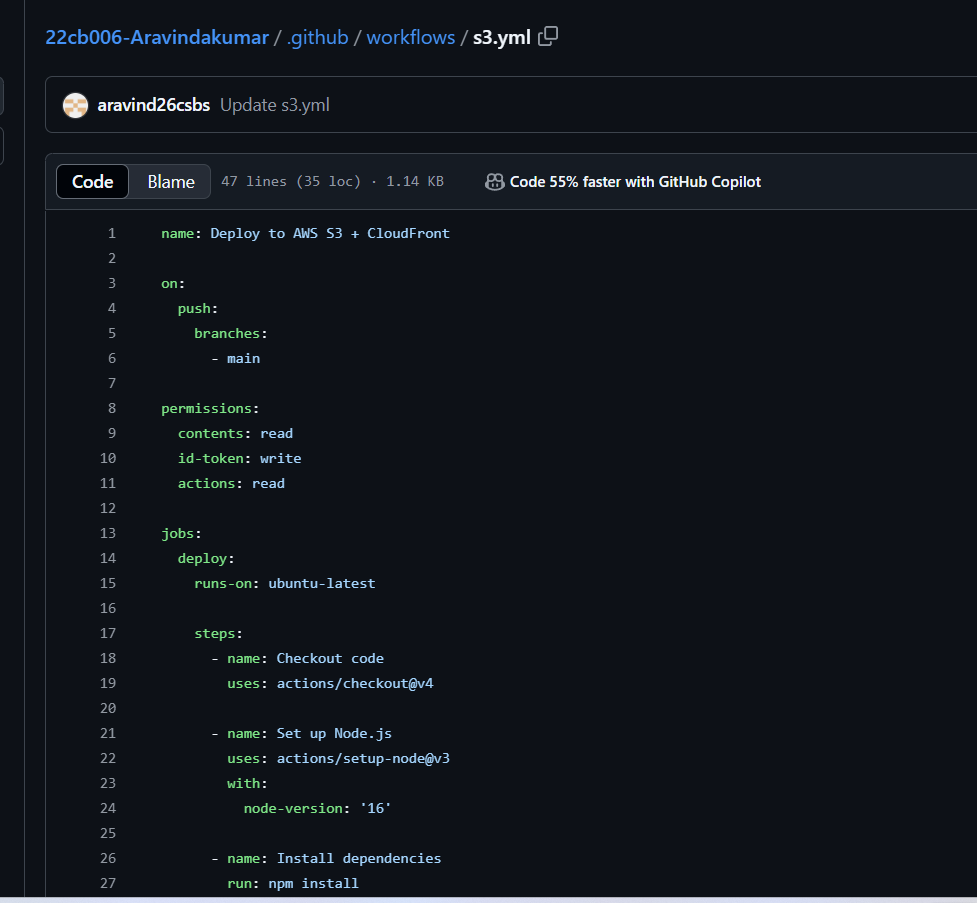 22cb006-Aravindakumar / .github / workflows / s3.yml
aravind26csbs Update s3.yml
Code Blame 47 lines (35 loc) · 1.14 KB Code 55% faster with GitHub Copilot
1 name: Deploy to AWS S3 + CloudFront
2
3 on:
4   push:
5     branches:
6       - main
7
8 permissions:
9   contents: read
10   id-token: write
11   actions: read
12
13 jobs:
14   deploy:
15     runs-on: ubuntu-latest
16
17     steps:
18       - name: Checkout code
19         uses: actions/checkout@v4
20
21       - name: Set up Node.js
22         uses: actions/setup-node@v3
23         with:
24           node-version: '16'
25
26       - name: Install dependencies
27         run: npm install